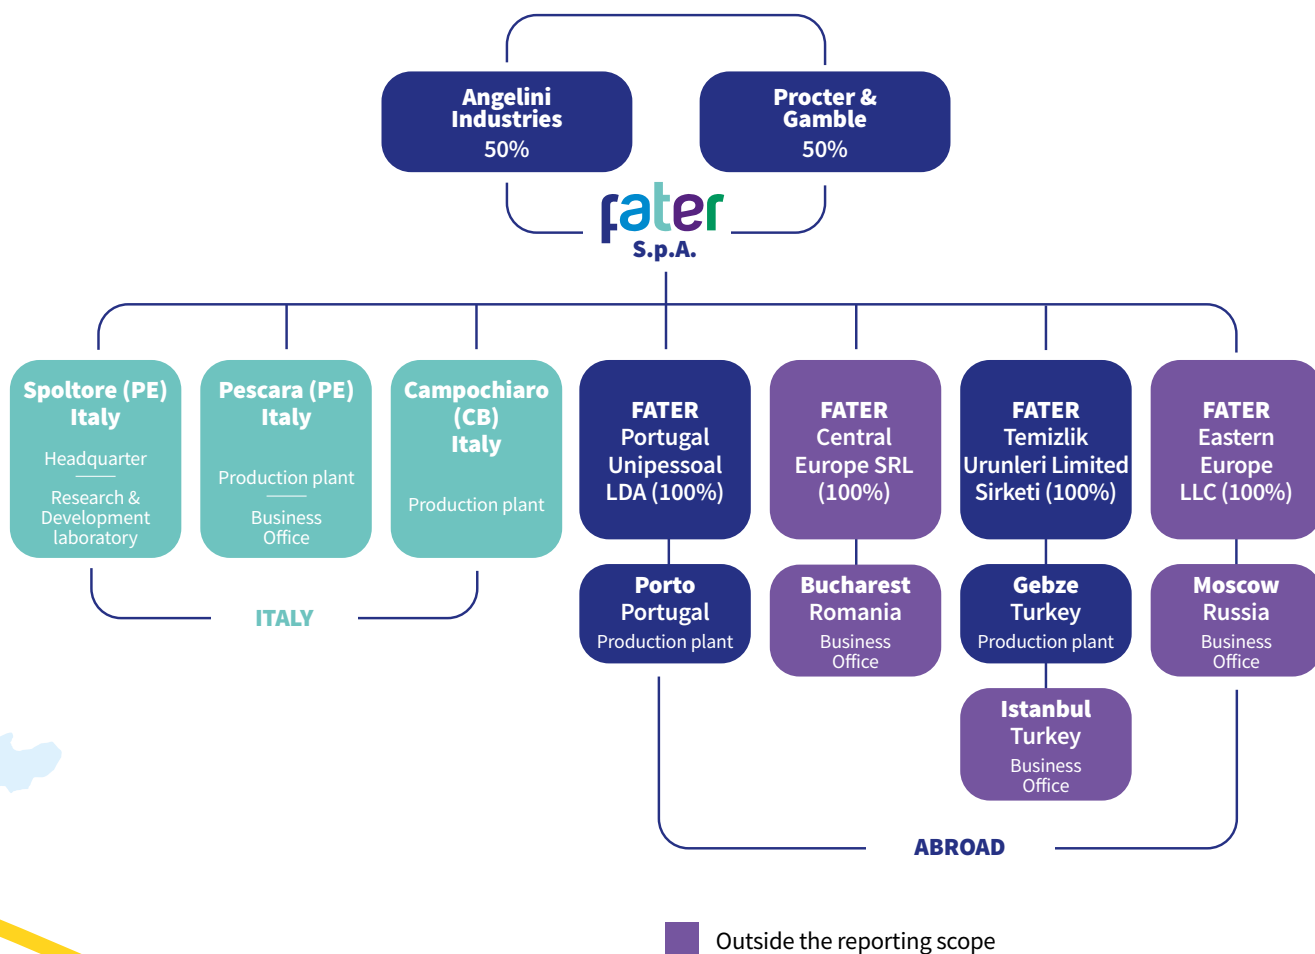 Angelini
Industries
50%
Procter &
Gamble
50%
fater
S.p.A.
Spoltore (PE)
Italy
Headquarter
Research &
Development
laboratory
Pescara (PE)
Italy
Production plant
Business
Office
Campochiaro
(CB)
Italy
Production plant
ITALY
FATER
Portugal
Unipessoal
LDA (100%)
Porto
Portugal
Production plant
FATER
Central
Europe SRL
(100%)
Bucharest
Romania
Business
Office
FATER
Temizlik
Urunleri Limited
Sirketi (100%)
Gebze
Turkey
Production plant
Istanbul
Turkey
Business
Office
FATER
Eastern
Europe
LLC (100%)
Moscow
Russia
Business
Office
ABROAD
Outside the reporting scope